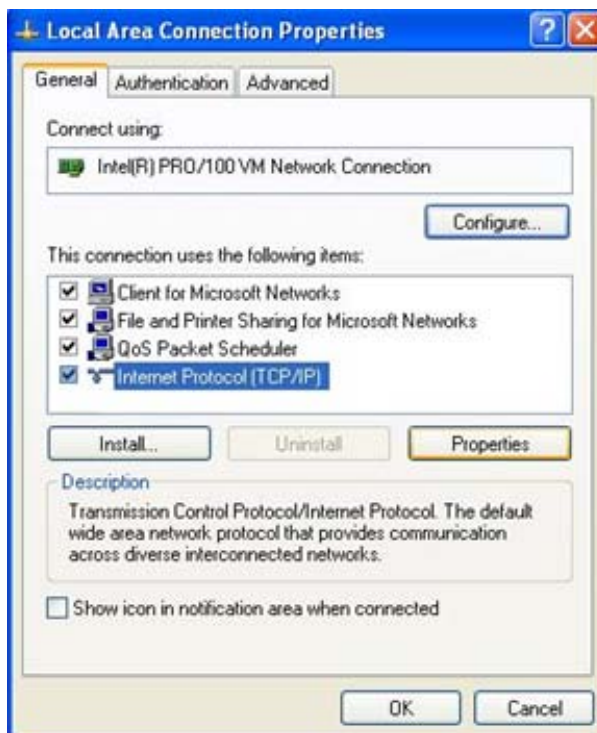 Local Area Connection Properties
General Authentication Advanced
Connect using:
Intel(R) PRO/100 VM Network Connection
Configure...
This connection uses the following items:
Client for Microsoft Networks
File and Printer Sharing for Microsoft Networks
QoS Packet Scheduler
Internet Protocol (TCP/IP)
Install... Uninstall Properties
Description
Transmission Control Protocol/Internet Protocol. The default
wide area network protocol that provides communication
across diverse interconnected networks.
Show icon in notification area when connected
OK Cancel